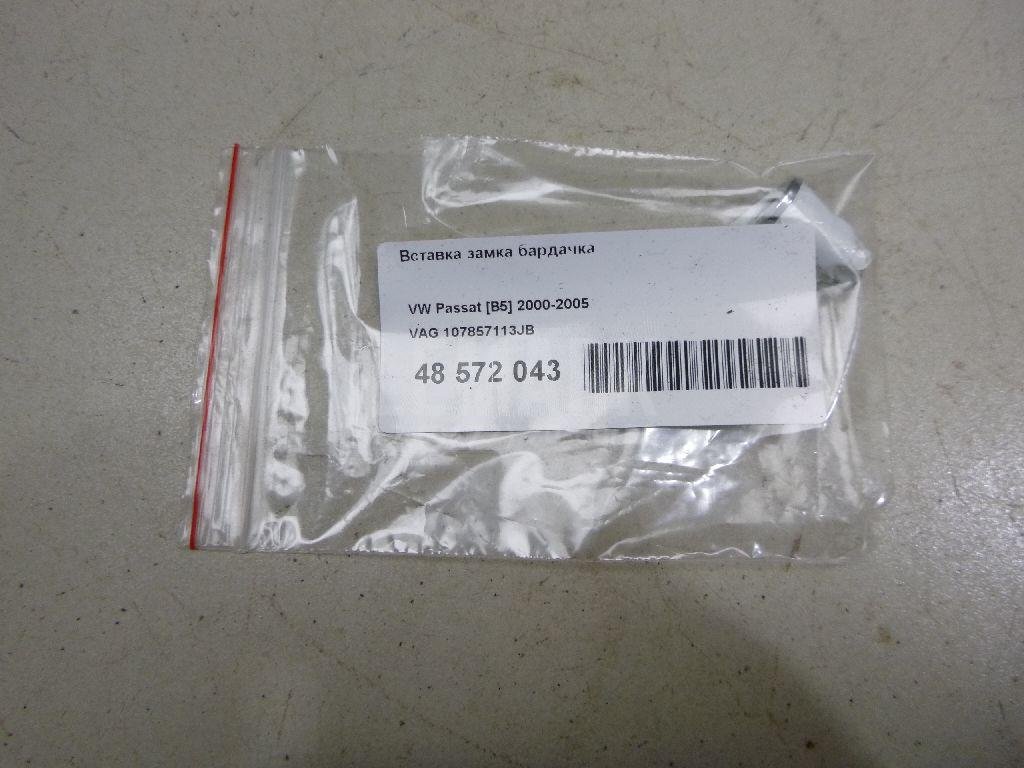 Вставка замка бардачка
VW Passat [B5] 2000-2005
VAG 107857113JB
48 572 043